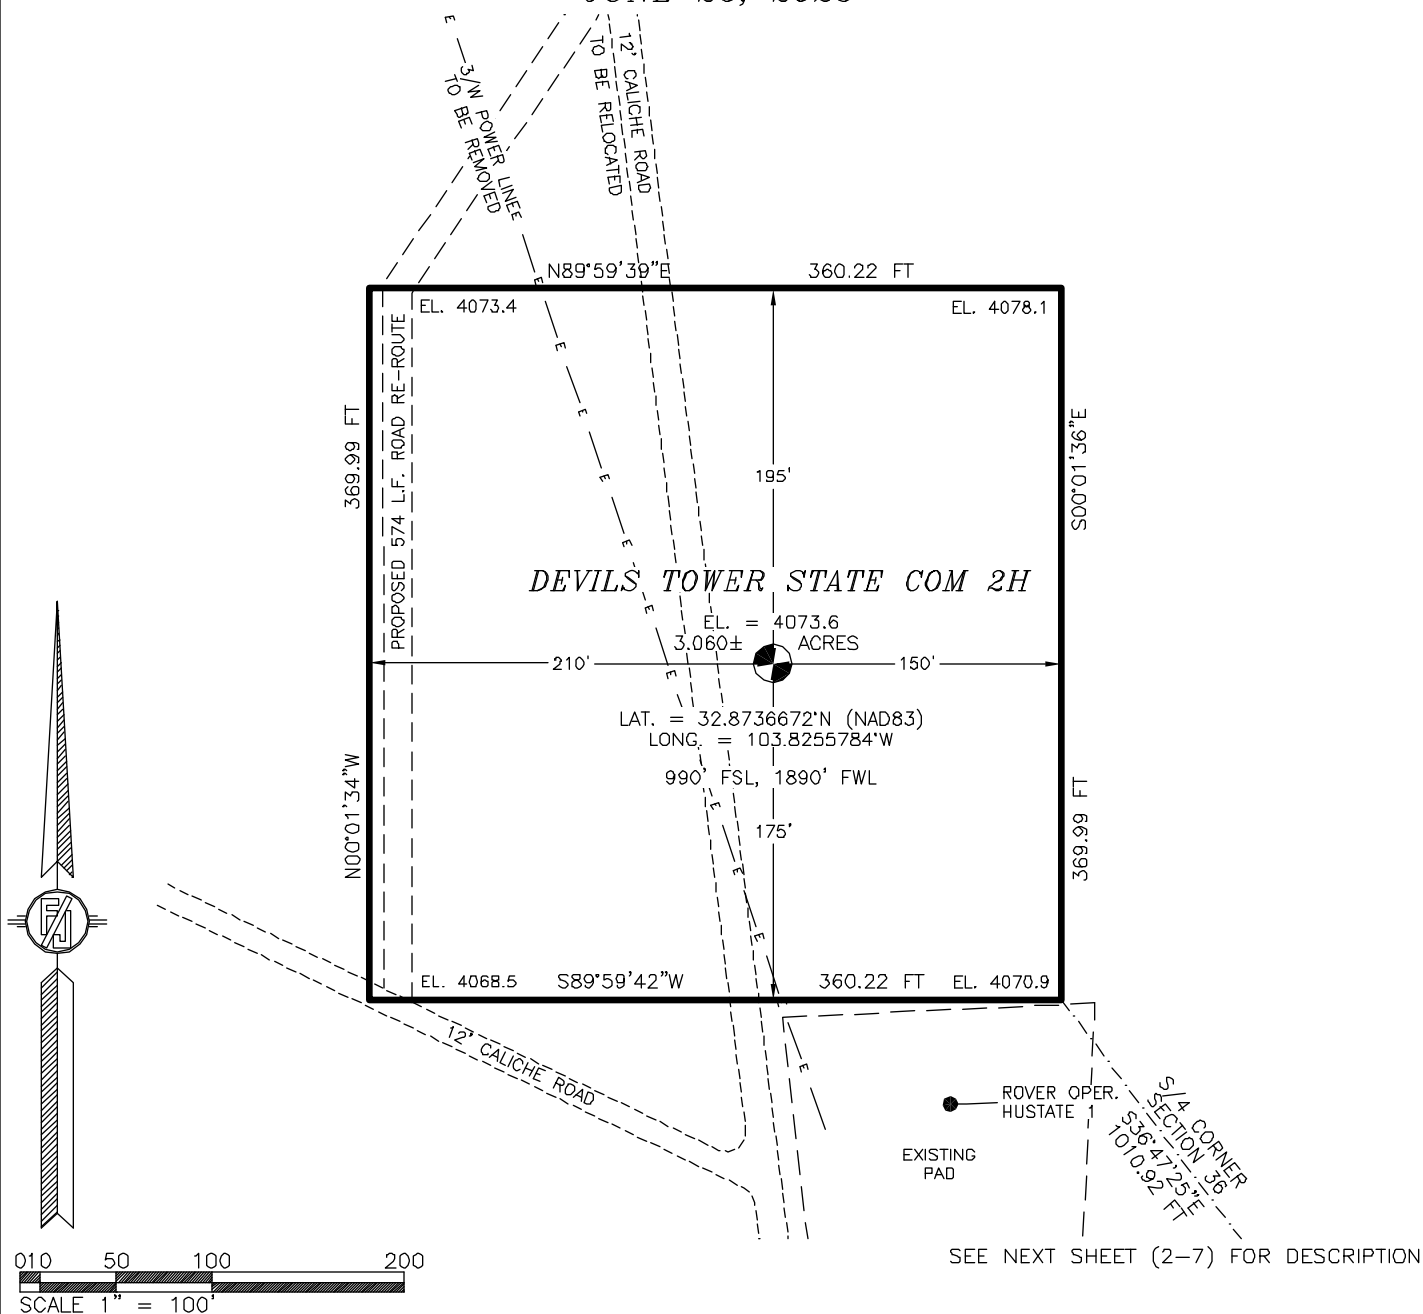 E
3/W POWER LINE
TO BE REMOVED
12' CALICHE ROAD
TO BE RELOCATED
E
N89°59'39"E
360.22 FT
E
EL. 4073.4
EL. 4078.1
PROPOSED 574 L.F. ROAD RE-ROUTE
E
369.99 FT
S00°01'36"E
E
195'
E
E
DEVILS TOWER STATE COM 2H
E
EL. = 4073.6
3.060± ACRES
210'
150'
E
LAT. = 32.8736672°N (NAD83)
LONG. = 103.8255784°W
990' FSL, 1890' FWL
N00°01'34"W
E
369.99 FT
175'
E
E
EL. 4068.5
S89°59'42"W
360.22 FT
EL. 4070.9
12' CALICHE ROAD
E
ROVER OPER.
HUSTATE 1
EXISTING
PAD
S/4 CORNER
SECTION 36
S36°47'25"E
1010.92 FT
FJ
SEE NEXT SHEET (2-7) FOR DESCRIPTION
0 10 50 100 200
SCALE 1" = 100'